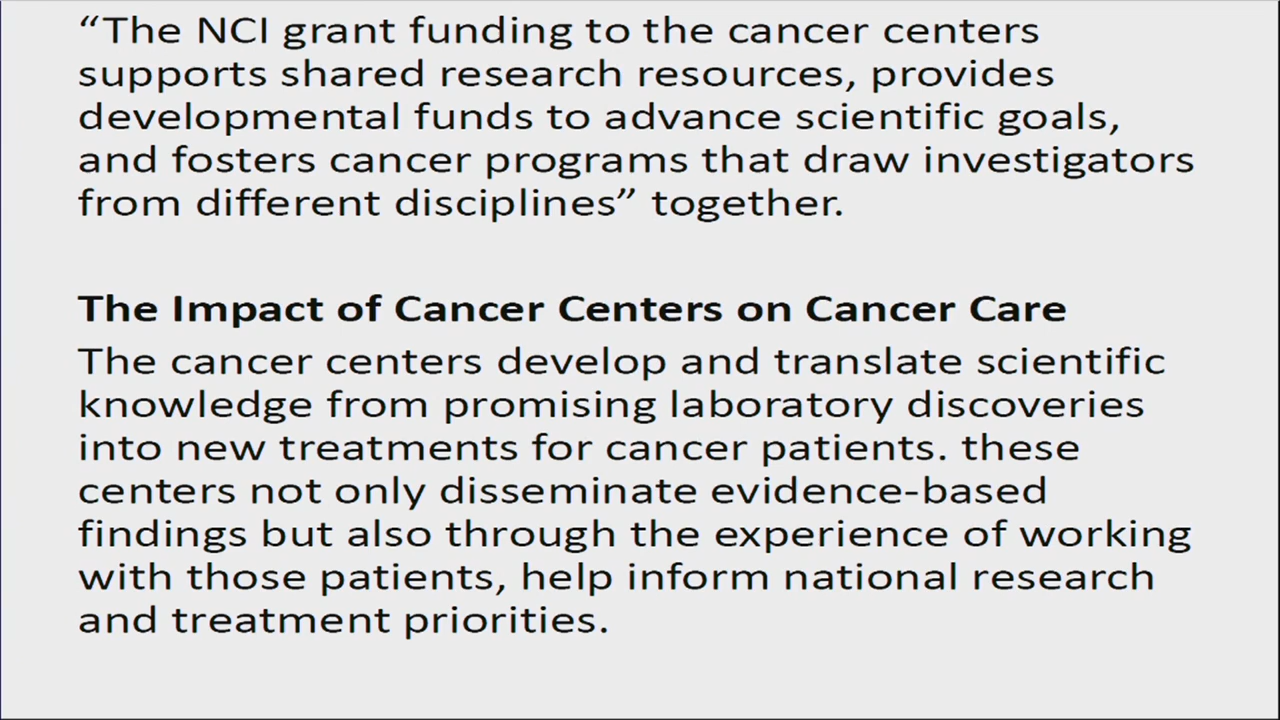 “The NCI grant funding to the cancer centers
supports shared research resources, provides
developmental funds to advance scientific goals,
and fosters cancer programs that draw investigators
from different disciplines” together.
The Impact of Cancer Centers on Cancer Care
The cancer centers develop and translate scientific
knowledge from promising laboratory discoveries
into new treatments for cancer patients. these
centers not only disseminate evidence-based
findings but also through the experience of working
with those patients, help inform national research
and treatment priorities.